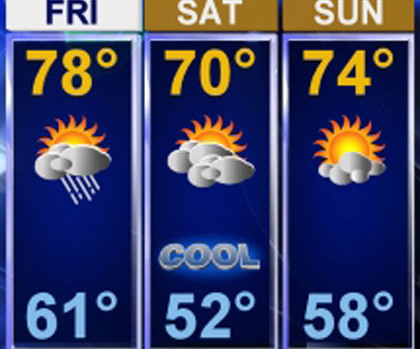 FRI SAT SUN
78° 70° 74°
COOL
61° 52° 58°